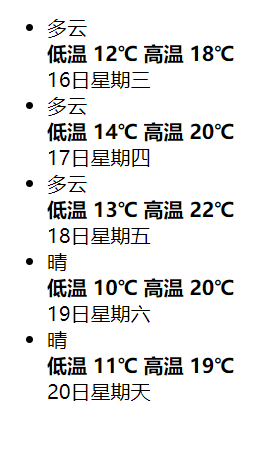 多云
低温 12℃ 高温 18℃
16日星期三
多云
低温 14℃ 高温 20℃
17日星期四
多云
低温 13℃ 高温 22℃
18日星期五
晴
低温 10℃ 高温 20℃
19日星期六
晴
低温 11℃ 高温 19℃
20日星期天